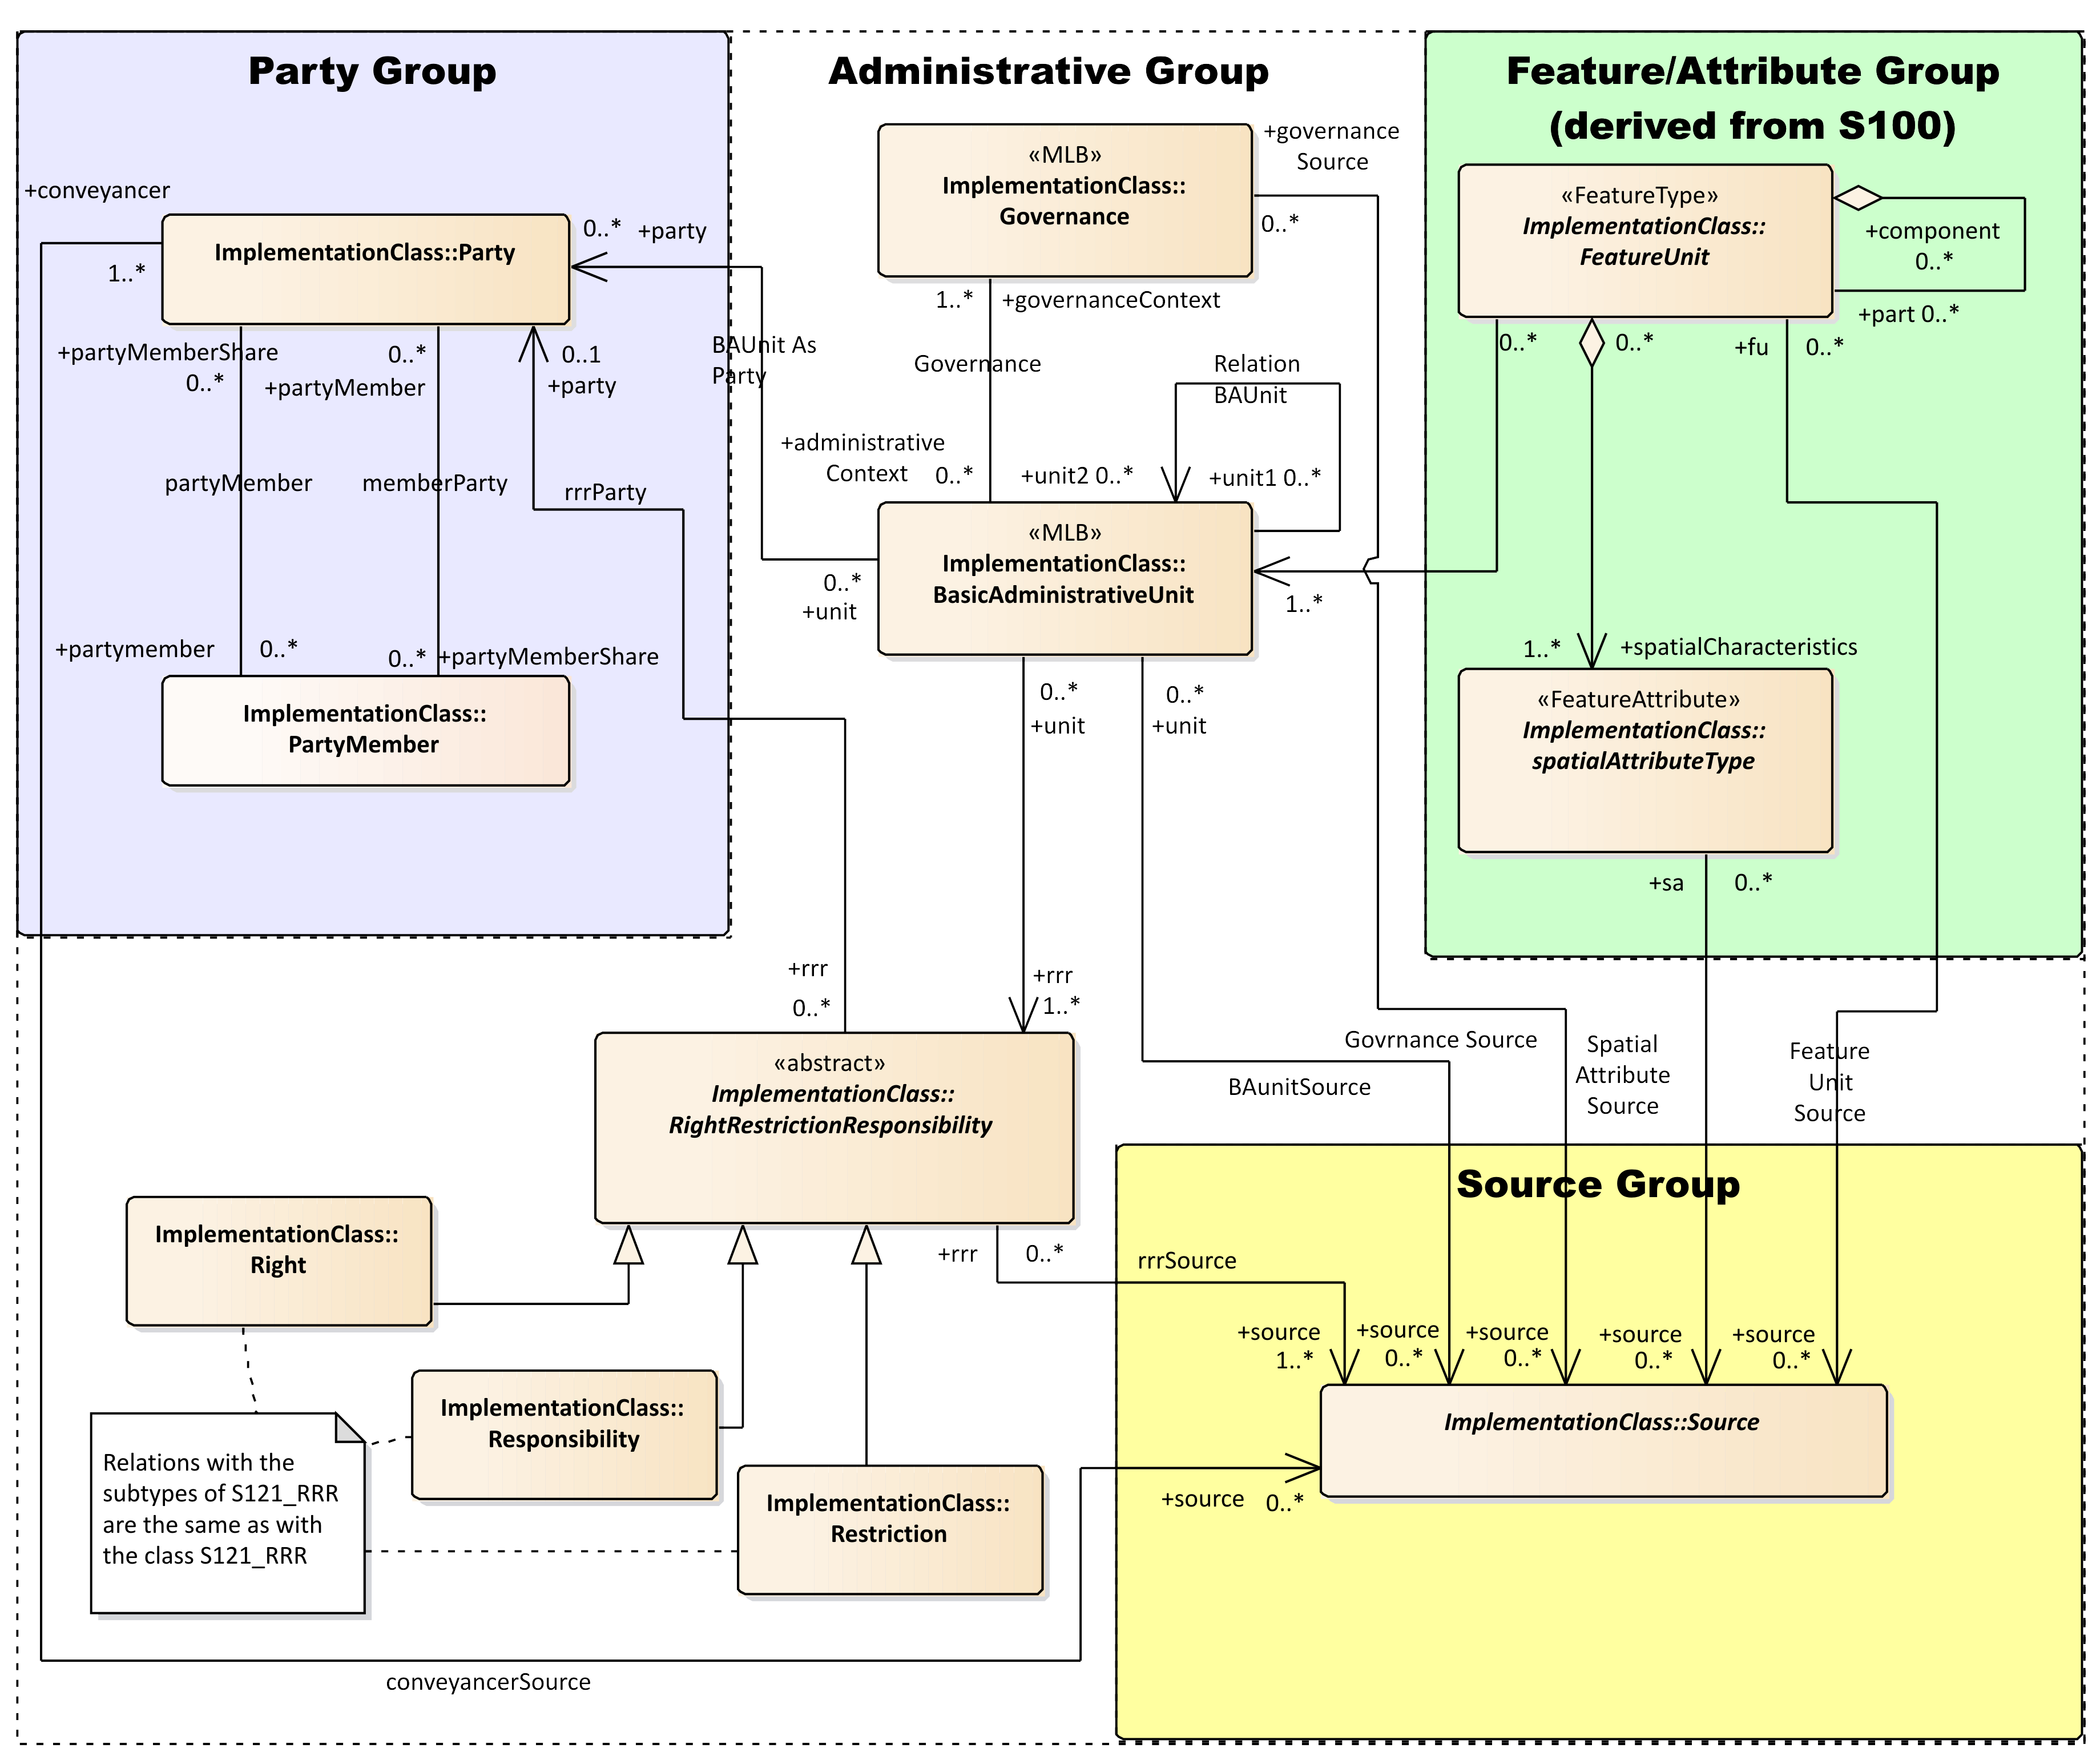 Party Group
Administrative Group
Feature/Attribute Group
(derived from S100)
+conveyancer
1..*
ImplementationClass::Party
0..* +party
+partyMemberShare
0..*
0..*
+partyMember
0..1
+party
partyMember
memberParty
rrrParty
+partymember
0..*
0..*
+partyMemberShare
ImplementationClass::
PartyMember
BAUnit As
Party
«MLB»
ImplementationClass::
Governance
+governance
Source
0..*
1..*
+governanceContext
Governance
Relation
BAUnit
+administrative
Context
0..*
+unit2 0..*
+unit1 0..*
«MLB»
ImplementationClass::
BasicAdministrativeUnit
0..*
+unit
1..*
0..*
+unit
0..*
+unit
«FeatureType»
ImplementationClass::
FeatureUnit
+component
0..*
+part 0..*
0..*
0..*
+fu
0..*
1..*
+spatialCharacteristics
«FeatureAttribute»
ImplementationClass::
spatialAttributeType
+sa
0..*
+rrr
0..*
+rrr
1..*
«abstract»
ImplementationClass::
RightRestrictionResponsibility
Govrnance Source
BAunitSource
Spatial
Attribute
Source
Feature
Unit
Source
Source Group
+rrr
0..*
rrrSource
+source
1..*
+source
0..*
+source
0..*
+source
0..*
+source
0..*
ImplementationClass::Source
+source
0..*
ImplementationClass::
Right
ImplementationClass::
Responsibility
ImplementationClass::
Restriction
Relations with the
subtypes of S121_RRR
are the same as with
the class S121_RRR
conveyancerSource